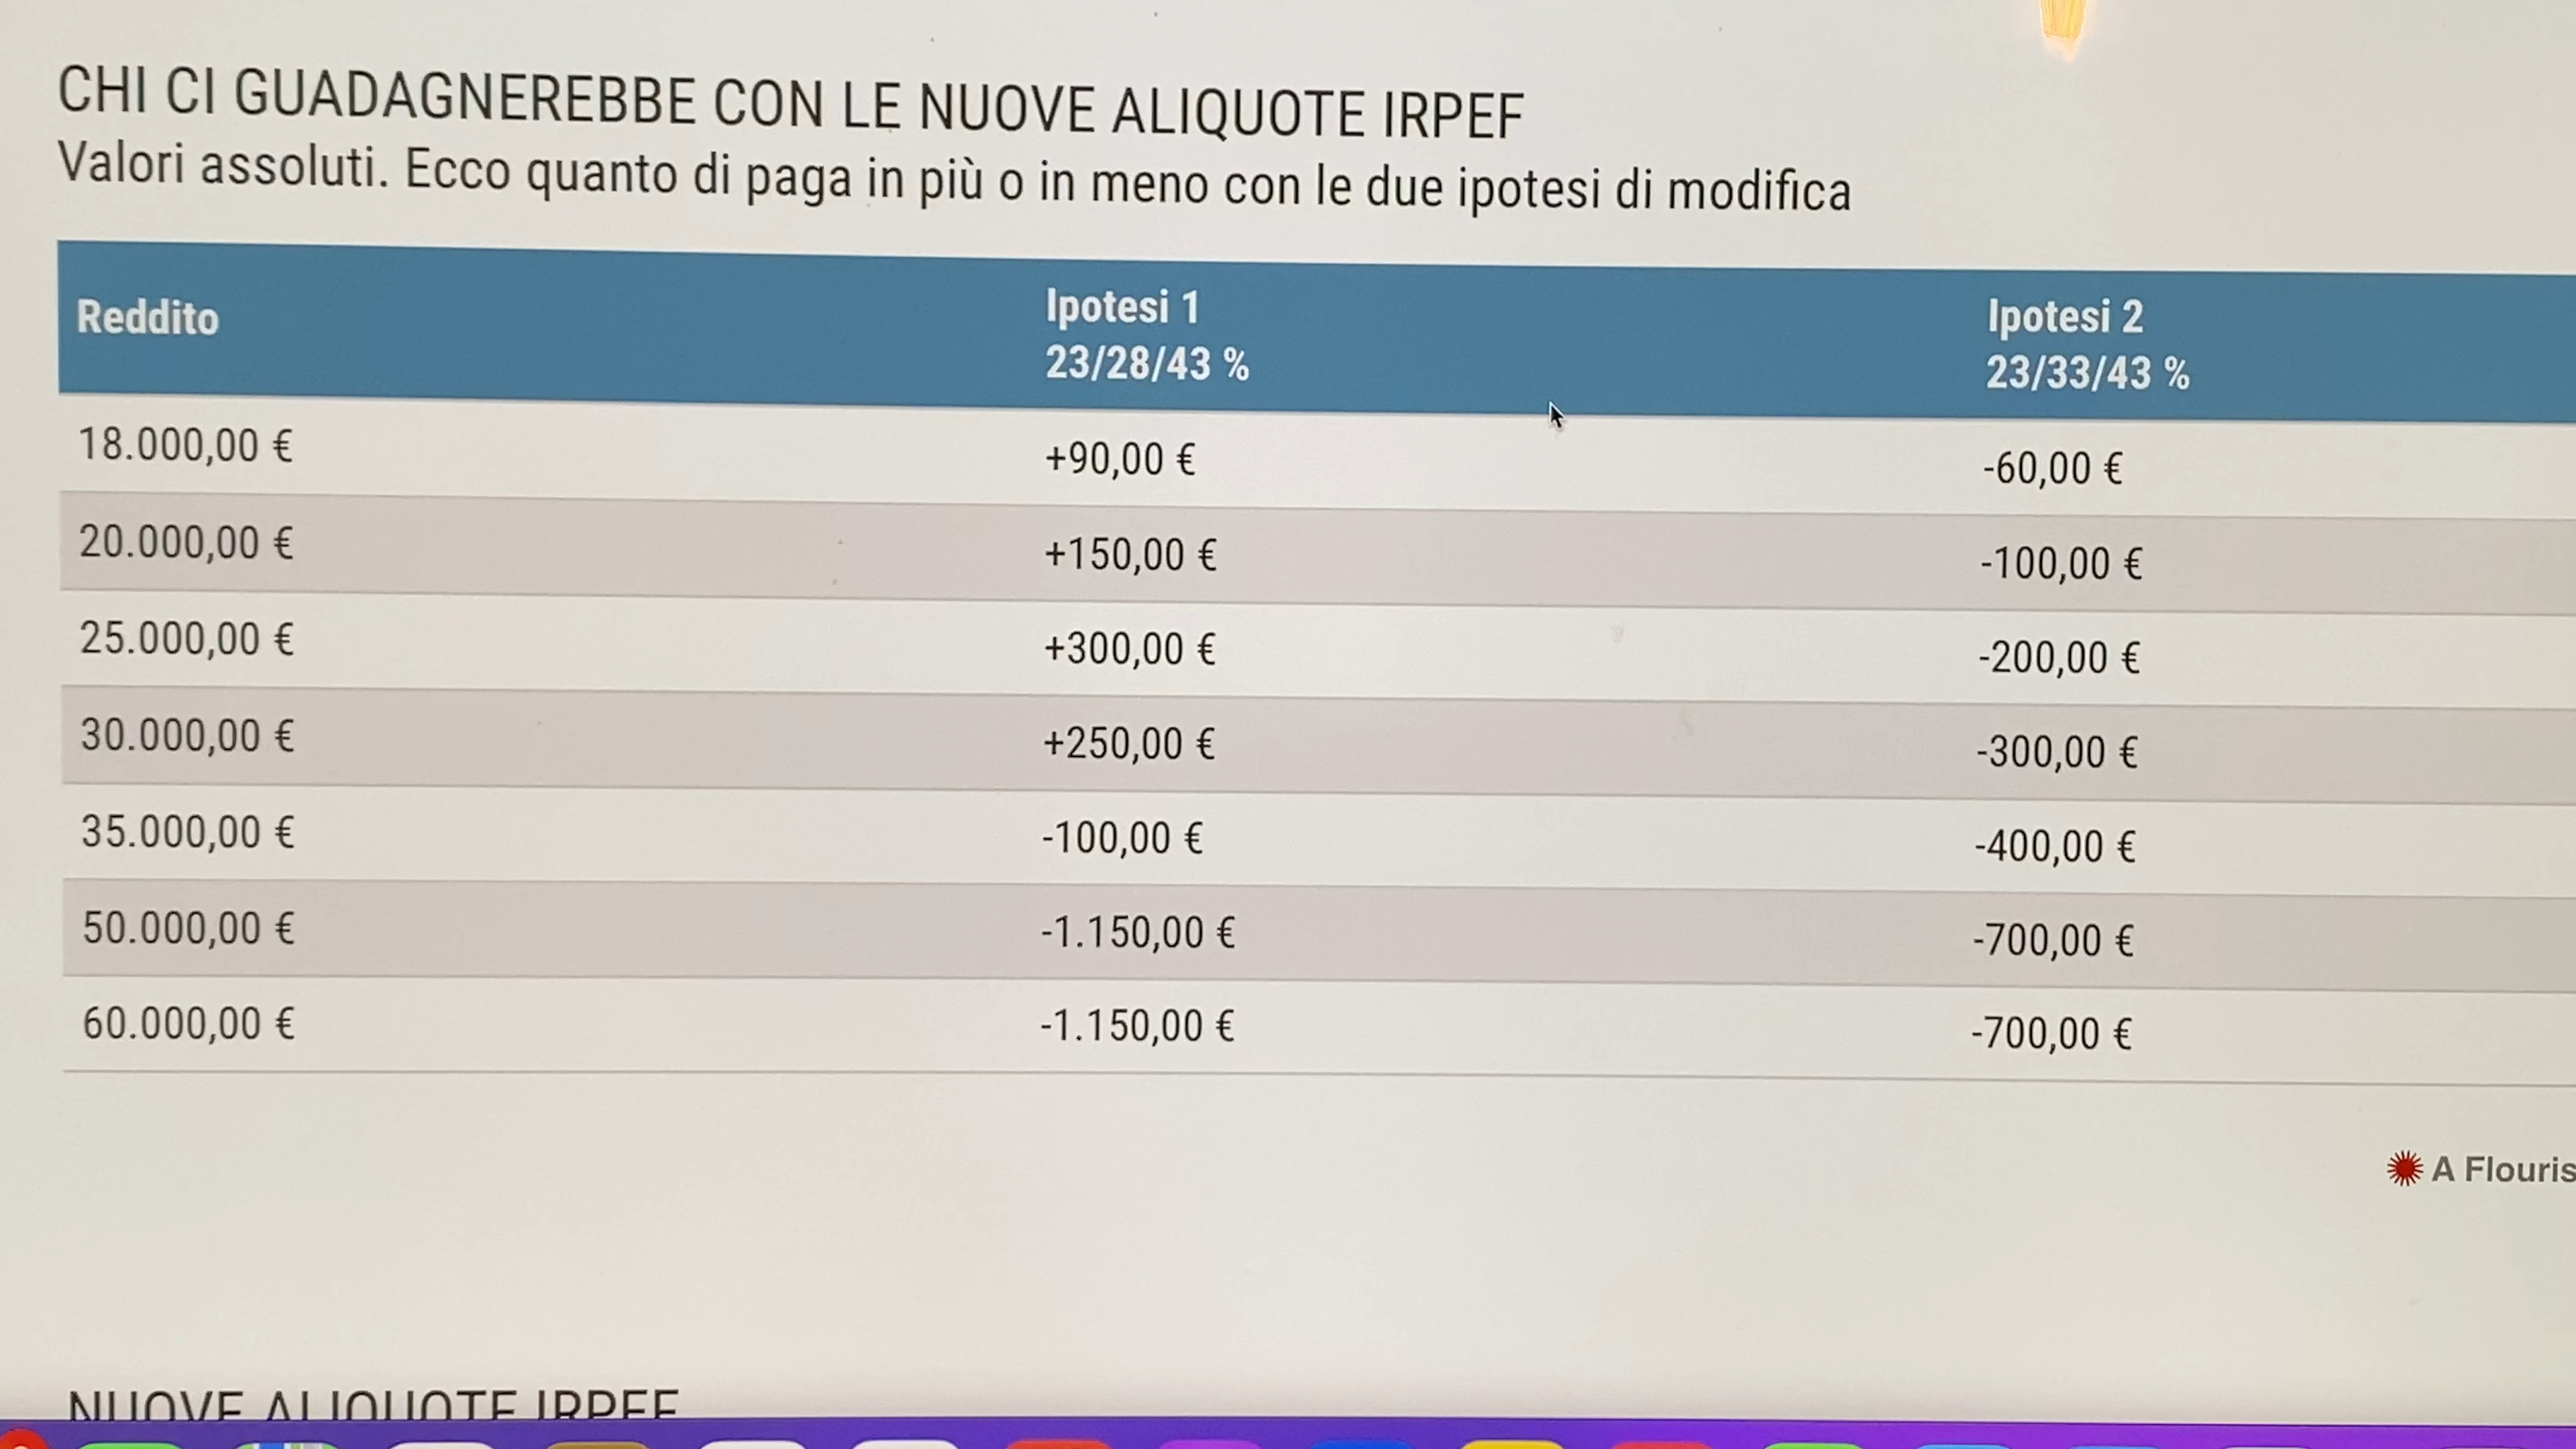 CHI CI GUADAGNEREBBE CON LE NUOVE ALIQUOTE IRPEF
Valori assoluti. Ecco quanto di paga in più o in meno con le due ipotesi di modifica
Reddito Ipotesi 1 23/28/43 % Ipotesi 2 23/33/43 %
18.000,00 € +90,00 € -60,00 €
20.000,00 € +150,00 € -100,00 €
25.000,00 € +300,00 € -200,00 €
30.000,00 € +250,00 € -300,00 €
35.000,00 € -100,00 € -400,00 €
50.000,00 € -1.150,00 € -700,00 €
60.000,00 € -1.150,00 € -700,00 €
A Flouris
NUOVE ALIQUOTE IRPEF